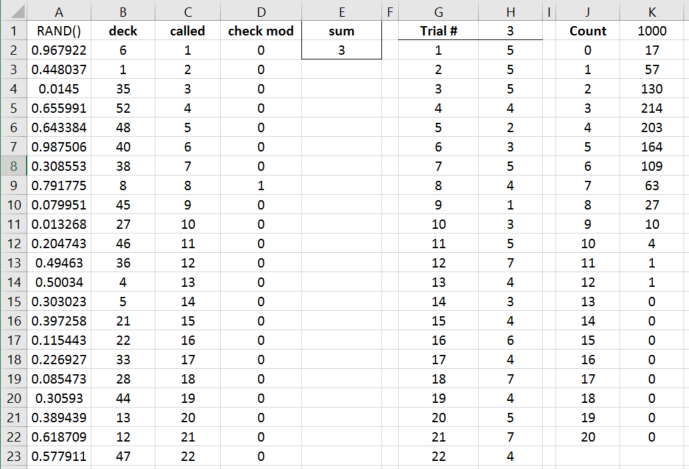 A B C D E F G H I J K
1 RAND() deck called check mod sum Trial # 3 Count 1000
2 0.967922 6 1 0 3 1 5 0 17
3 0.448037 1 2 0 2 5 1 57
4 0.0145 35 3 0 3 5 2 130
5 0.655991 52 4 0 4 4 3 214
6 0.643384 48 5 0 5 2 4 203
7 0.987506 40 6 0 6 3 5 164
8 0.308553 38 7 0 7 5 6 109
9 0.791775 8 8 1 8 4 7 63
10 0.079951 45 9 0 9 1 8 27
11 0.013268 27 10 0 10 3 9 10
12 0.204743 46 11 0 11 5 10 4
13 0.49463 36 12 0 12 7 11 1
14 0.50034 4 13 0 13 4 12 1
15 0.303023 5 14 0 14 3 13 0
16 0.397258 21 15 0 15 4 14 0
17 0.115443 22 16 0 16 6 15 0
18 0.226927 33 17 0 17 4 16 0
19 0.085473 28 18 0 18 7 17 0
20 0.30593 44 19 0 19 4 18 0
21 0.389439 13 20 0 20 5 19 0
22 0.618709 12 21 0 21 7 20 0
23 0.577911 47 22 0 22 4